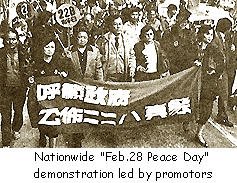 228
呼籲政府
公佈二二八真象
Nationwide "Feb.28 Peace Day"
demonstration led by promotors